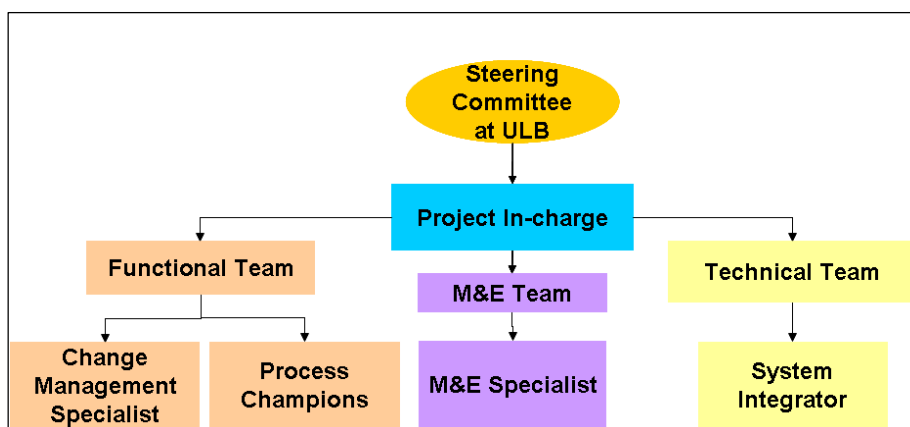 Steering
Committee
at ULB
Project In-charge
Functional Team
M&E Team
Technical Team
Change
Management
Specialist
Process
Champions
M&E Specialist
System
Integrator